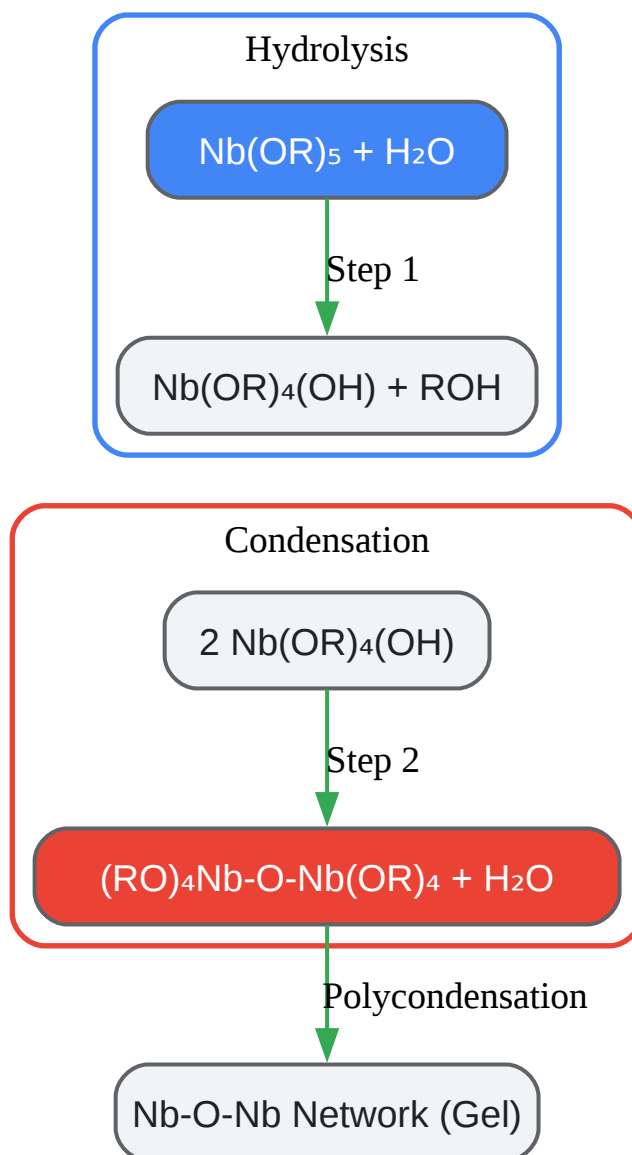 Hydrolysis
Nb(OR)₅ + H₂O
Step 1
Nb(OR)₄(OH) + ROH
Condensation
2 Nb(OR)₄(OH)
Step 2
(RO)₄Nb-O-Nb(OR)₄ + H₂O
Polycondensation
Nb-O-Nb Network (Gel)